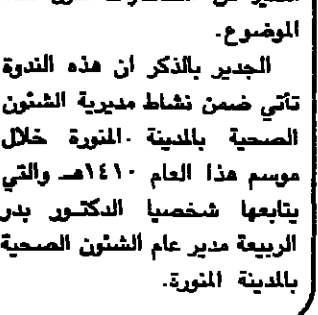 الموضوع.
الجدير بالذكر ان هذه الندوة
تأتي ضمن نشاط مديرية الشئون
الصحية بالمدينة المنورة خلال
موسم هذا العام ١٤١٠هـ والتي
يتابعها شخصيا الدكتور بدر
الربيعة مدير عام الشئون الصحية
بالمدينة المنورة.